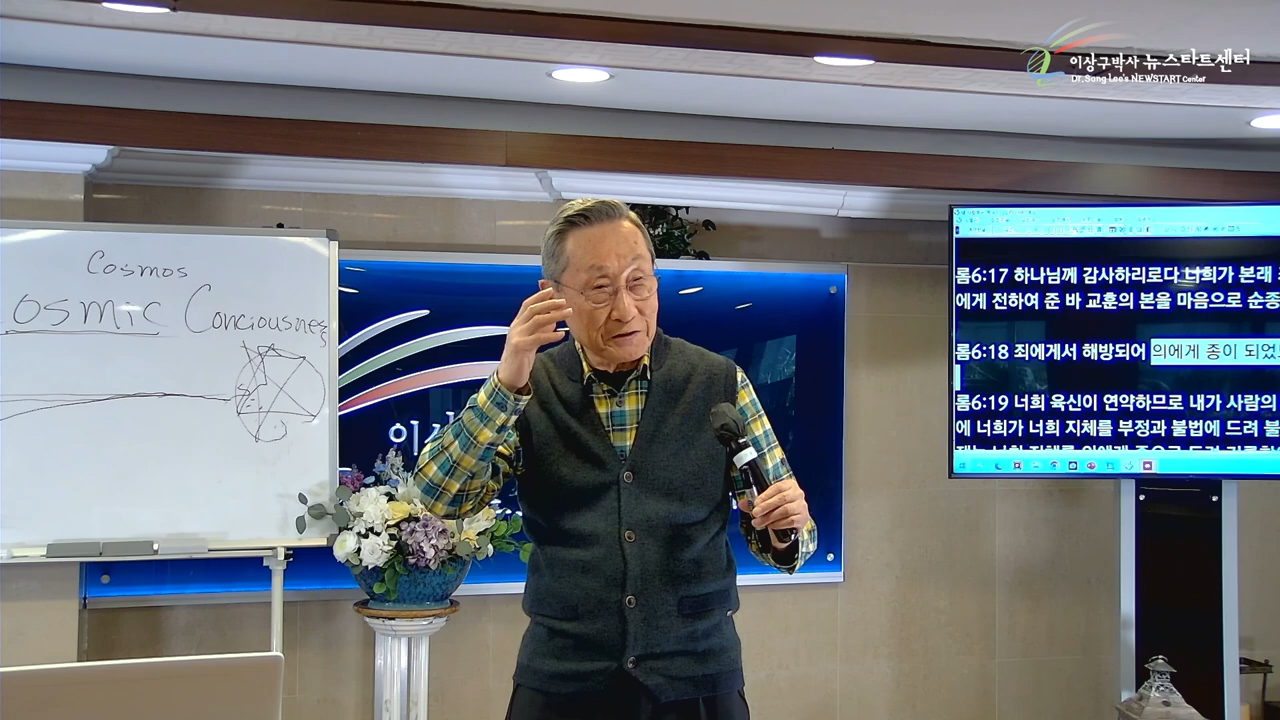 이상구박사 뉴스타트센터
Dr. Sang Lee's NEWSTART Center
Cosmos
osmic Conciousness
이상
롬6:17 하나님께 감사하리로다 너희가 본래
에게 전하여 준 바 교훈의 본을 마음으로 순종
롬6:18 죄에게서 해방되어 의에게 종이 되었
롬6:19 너희 육신이 연약하므로 내가 사람의
에 너희가 너희 지체를 부정과 불법에 드려 불